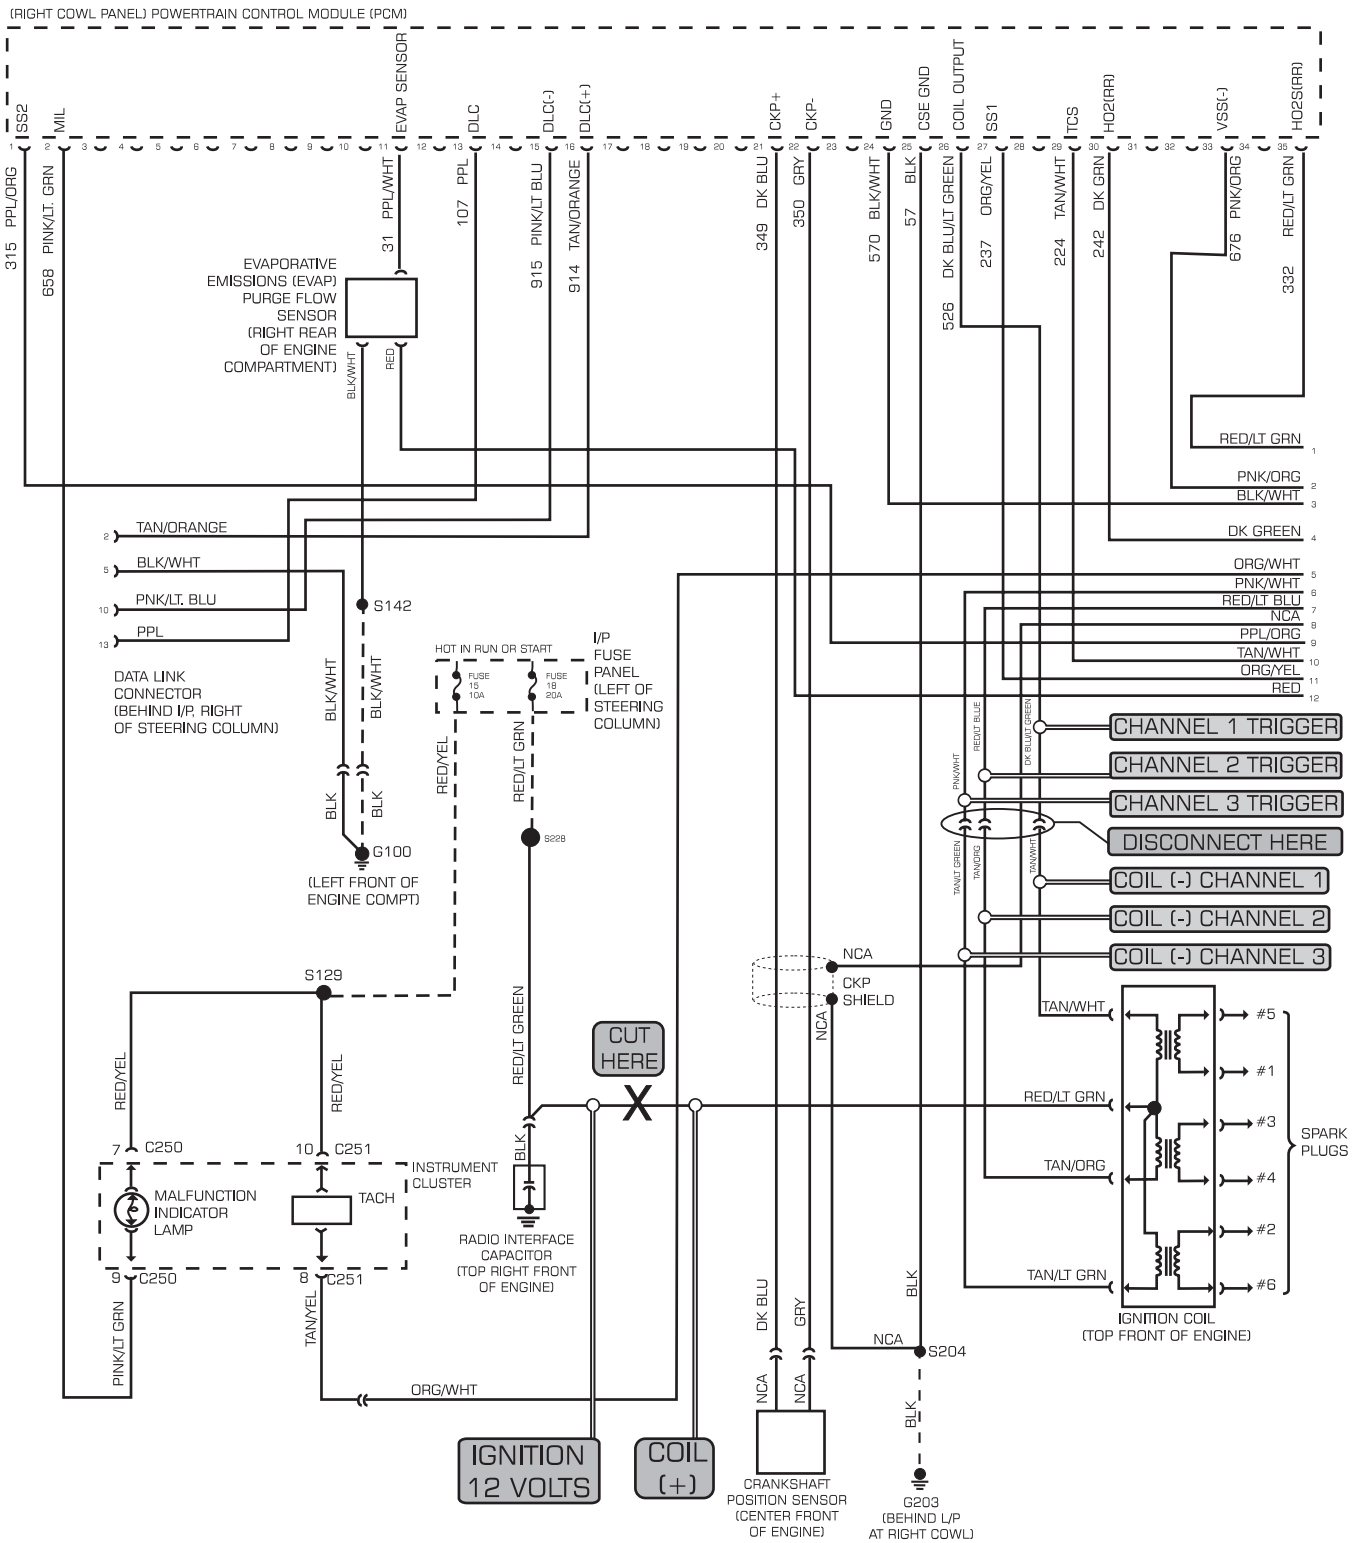 (RIGHT COWL PANEL) POWERTRAIN CONTROL MODULE (PCM)
SS2
MIL
EVAP SENSOR
DLC
DLC(-)
DLC(+)
CKP+
CKP-
GND
CSE GND
COIL OUTPUT
SS1
TCS
HO2(RR)
VSS(-)
HO2S(RR)
1 2 3 4 5 6 7 8 9 10 11 12 13 14 15 16 17 18 19 20 21 22 23 24 25 26 27 28 29 30 31 32 33 34 35
315 PPL/ORG
658 PINK/LT. GRN
31 PPL/WHT
107 PPL
915 PINK/LT BLU
914 TAN/ORANGE
349 DK BLU
350 GRY
570 BLK/WHT
57 BLK
526 DK BLU/LT GREEN
237 ORG/YEL
224 TAN/WHT
242 DK GRN
676 PNK/ORG
332 RED/LT GRN
EVAPORATIVE
EMISSIONS (EVAP)
PURGE FLOW
SENSOR
(RIGHT REAR
OF ENGINE
COMPARTMENT)
BLK/WHT
RED
RED/LT GRN 1
PNK/ORG 2
BLK/WHT 3
DK GREEN 4
ORG/WHT 5
PNK/WHT 6
RED/LT BLU 7
NCA 8
PPL/ORG 9
TAN/WHT 10
ORG/YEL 11
RED 12
2 TAN/ORANGE
5 BLK/WHT
10 PNK/LT. BLU
13 PPL
DATA LINK
CONNECTOR
(BEHIND I/P, RIGHT
OF STEERING COLUMN)
S142
BLK/WHT
BLK/WHT
BLK
BLK
G100
(LEFT FRONT OF
ENGINE COMPT)
HOT IN RUN OR START
FUSE
15
10A
FUSE
18
20A
I/P
FUSE
PANEL
(LEFT OF
STEERING
COLUMN)
RED/YEL
RED/LT GRN
S228
PNK/WHT
RED/LT BLUE
DK BLU/LT GREEN
CHANNEL 1 TRIGGER
CHANNEL 2 TRIGGER
CHANNEL 3 TRIGGER
DISCONNECT HERE
TAN/LT GREEN
TAN/ORG
TAN/WHT
COIL (-) CHANNEL 1
COIL (-) CHANNEL 2
COIL (-) CHANNEL 3
S129
RED/YEL
RED/YEL
RED/LT GREEN
NCA
CKP
SHIELD
NCA
CUT
HERE
X
TAN/WHT
RED/LT GRN
TAN/ORG
TAN/LT GRN
#5
#1
#3
#4
#2
#6
SPARK
PLUGS
IGNITION COIL
(TOP FRONT OF ENGINE)
7 C250
10 C251
INSTRUMENT
CLUSTER
MALFUNCTION
INDICATOR
LAMP
TACH
9 C250
8 C251
BLK
RADIO INTERFACE
CAPACITOR
(TOP RIGHT FRONT
OF ENGINE)
PINK/LT GRN
TAN/YEL
ORG/WHT
DK BLU
GRY
BLK
NCA
S204
NCA
NCA
BLK
IGNITION
12 VOLTS
COIL
(+)
CRANKSHAFT
POSITION SENSOR
(CENTER FRONT
OF ENGINE)
G203
(BEHIND L/P
AT RIGHT COWL)